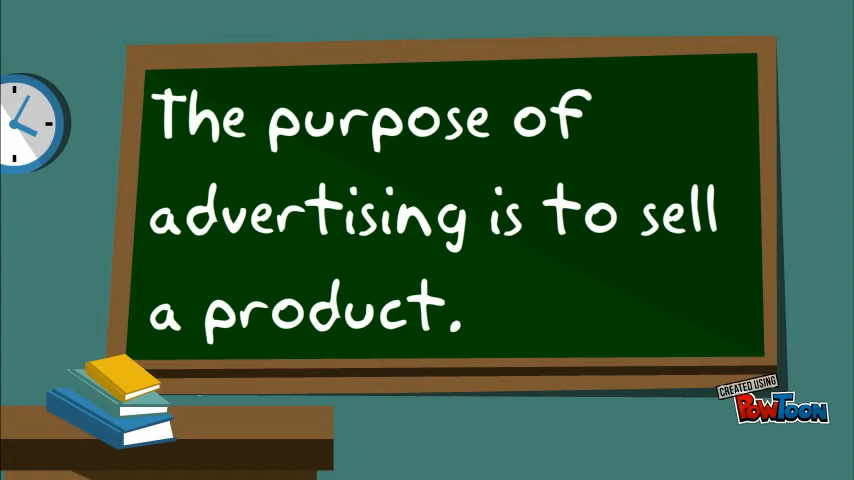 The purpose of
advertising is to sell
a product.
CREATED USING
POWTOON